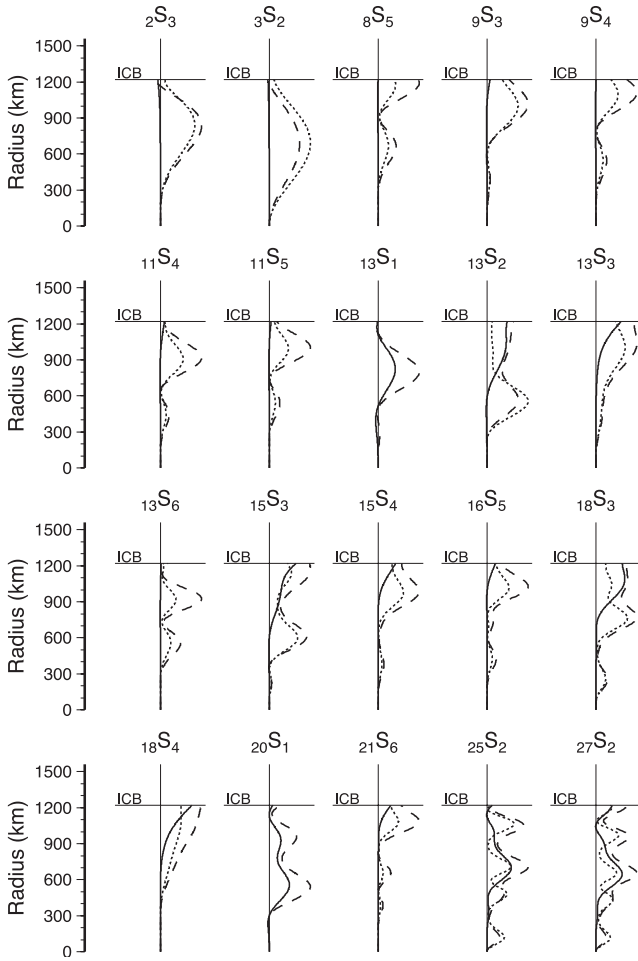 ₂S₃ ₃S₂ ₈S₅ ₉S₃ ₉S₄
1500
1200
900
600
300
0
Radius (km)
ICB ICB ICB ICB ICB
₁₁S₄ ₁₁S₅ ₁₃S₁ ₁₃S₂ ₁₃S₃
1500
1200
900
600
300
0
Radius (km)
ICB ICB ICB ICB ICB
₁₃S₆ ₁₅S₃ ₁₅S₄ ₁₆S₅ ₁₈S₃
1500
1200
900
600
300
0
Radius (km)
ICB ICB ICB ICB ICB
₁₈S₄ ₂₀S₁ ₂₁S₆ ₂₅S₂ ₂₇S₂
1500
1200
900
600
300
0
Radius (km)
ICB ICB ICB ICB ICB